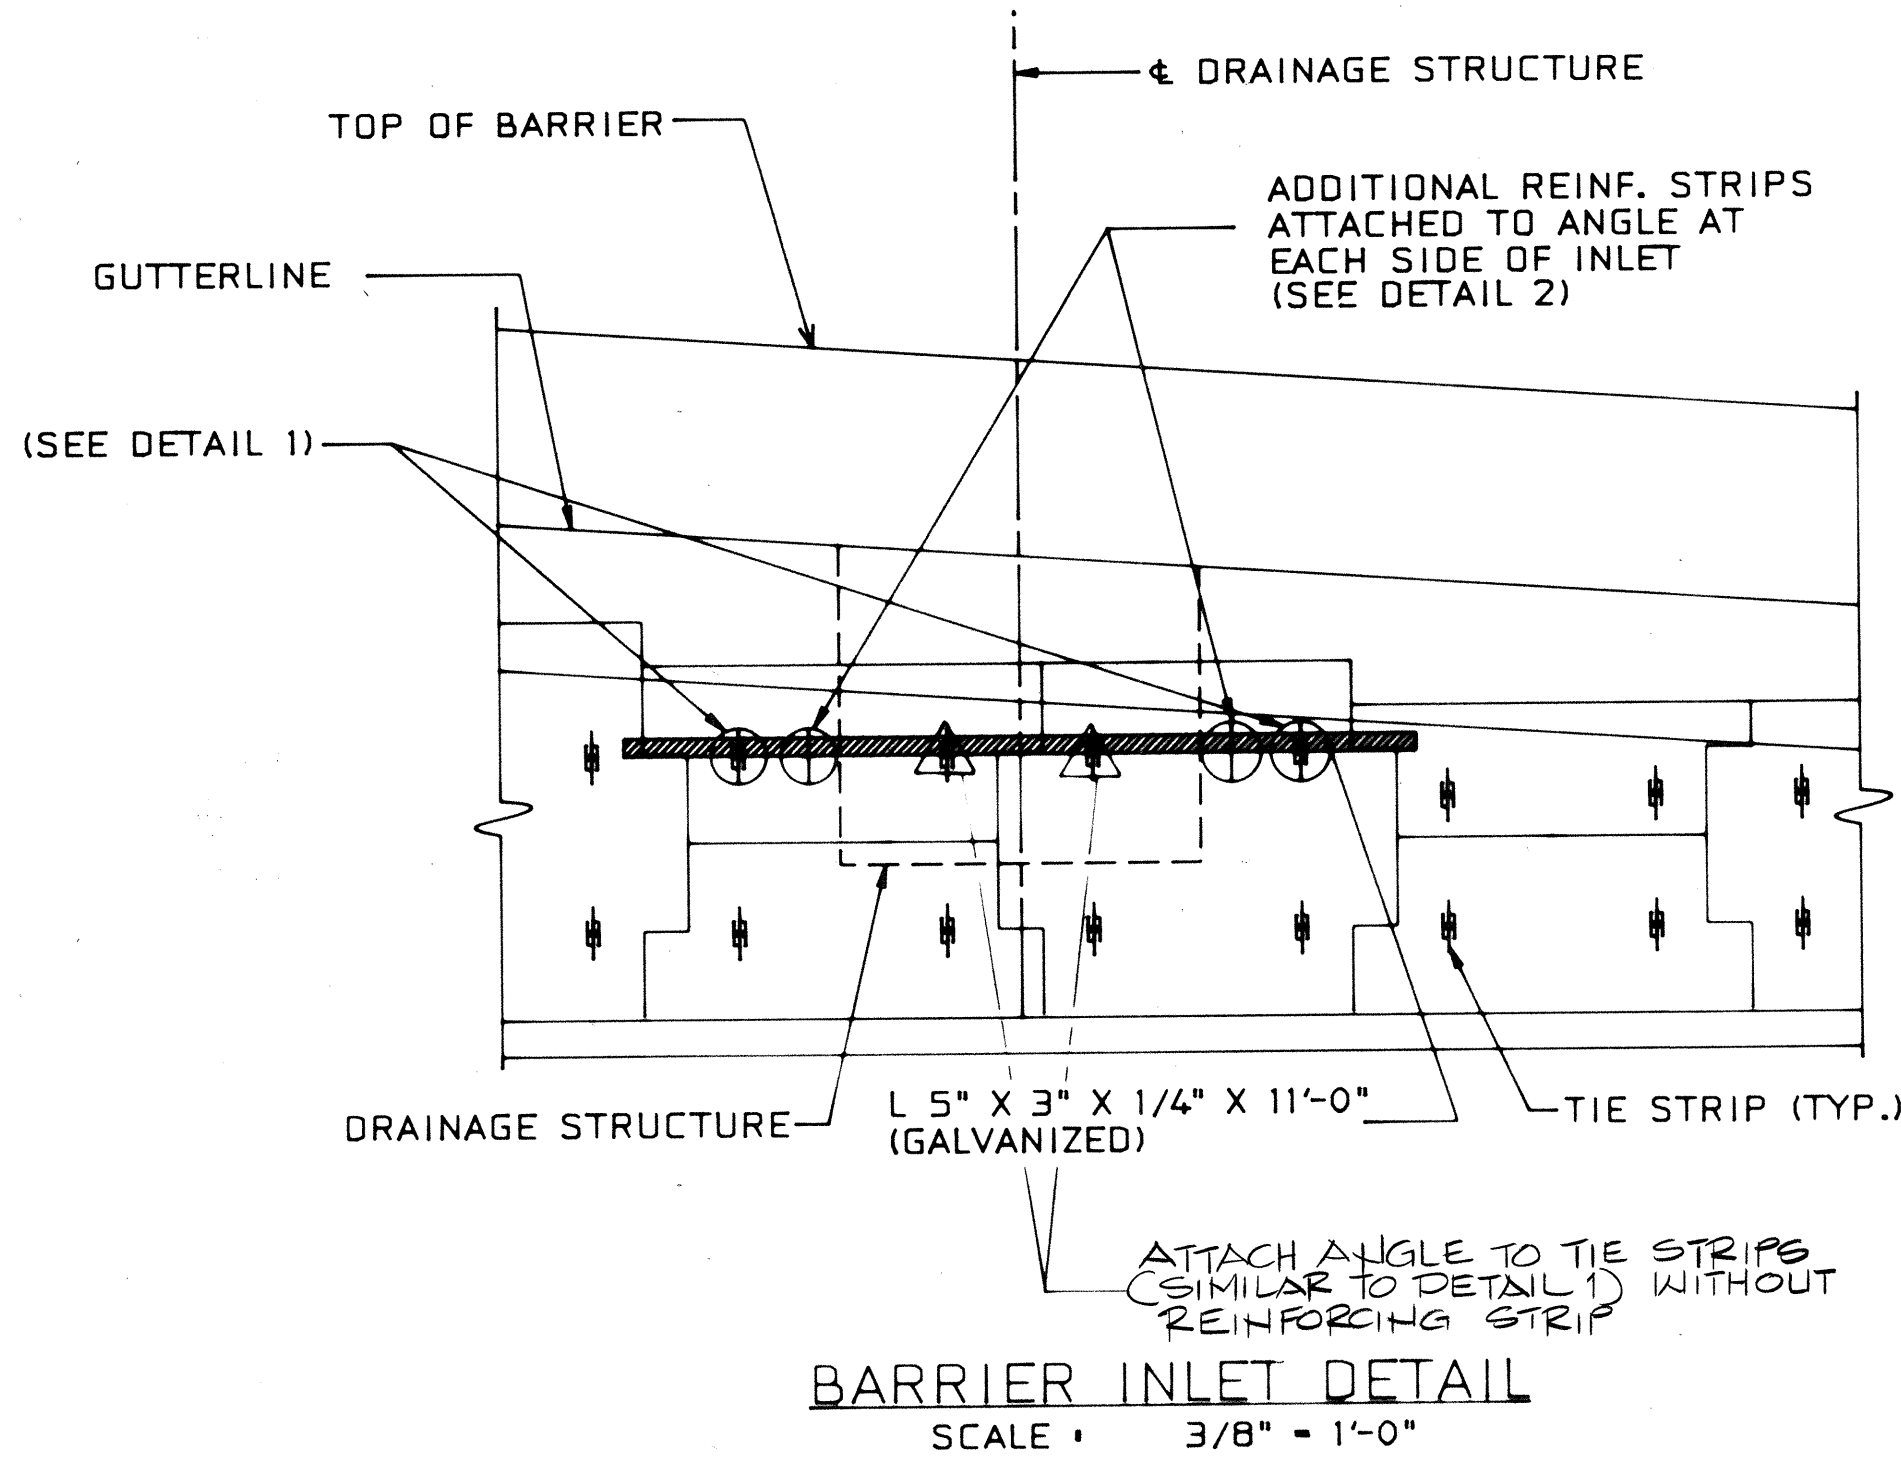 ℄ DRAINAGE STRUCTURE
TOP OF BARRIER
ADDITIONAL REINF. STRIPS
ATTACHED TO ANGLE AT
EACH SIDE OF INLET
(SEE DETAIL 2)
GUTTERLINE
(SEE DETAIL 1)
L 5" X 3" X 1/4" X 11'-0"
(GALVANIZED)
DRAINAGE STRUCTURE
TIE STRIP (TYP.)
ATTACH ANGLE TO TIE STRIPS
(SIMILAR TO DETAIL 1) WITHOUT
REINFORCING STRIP
BARRIER INLET DETAIL
SCALE : 3/8" = 1'-0"